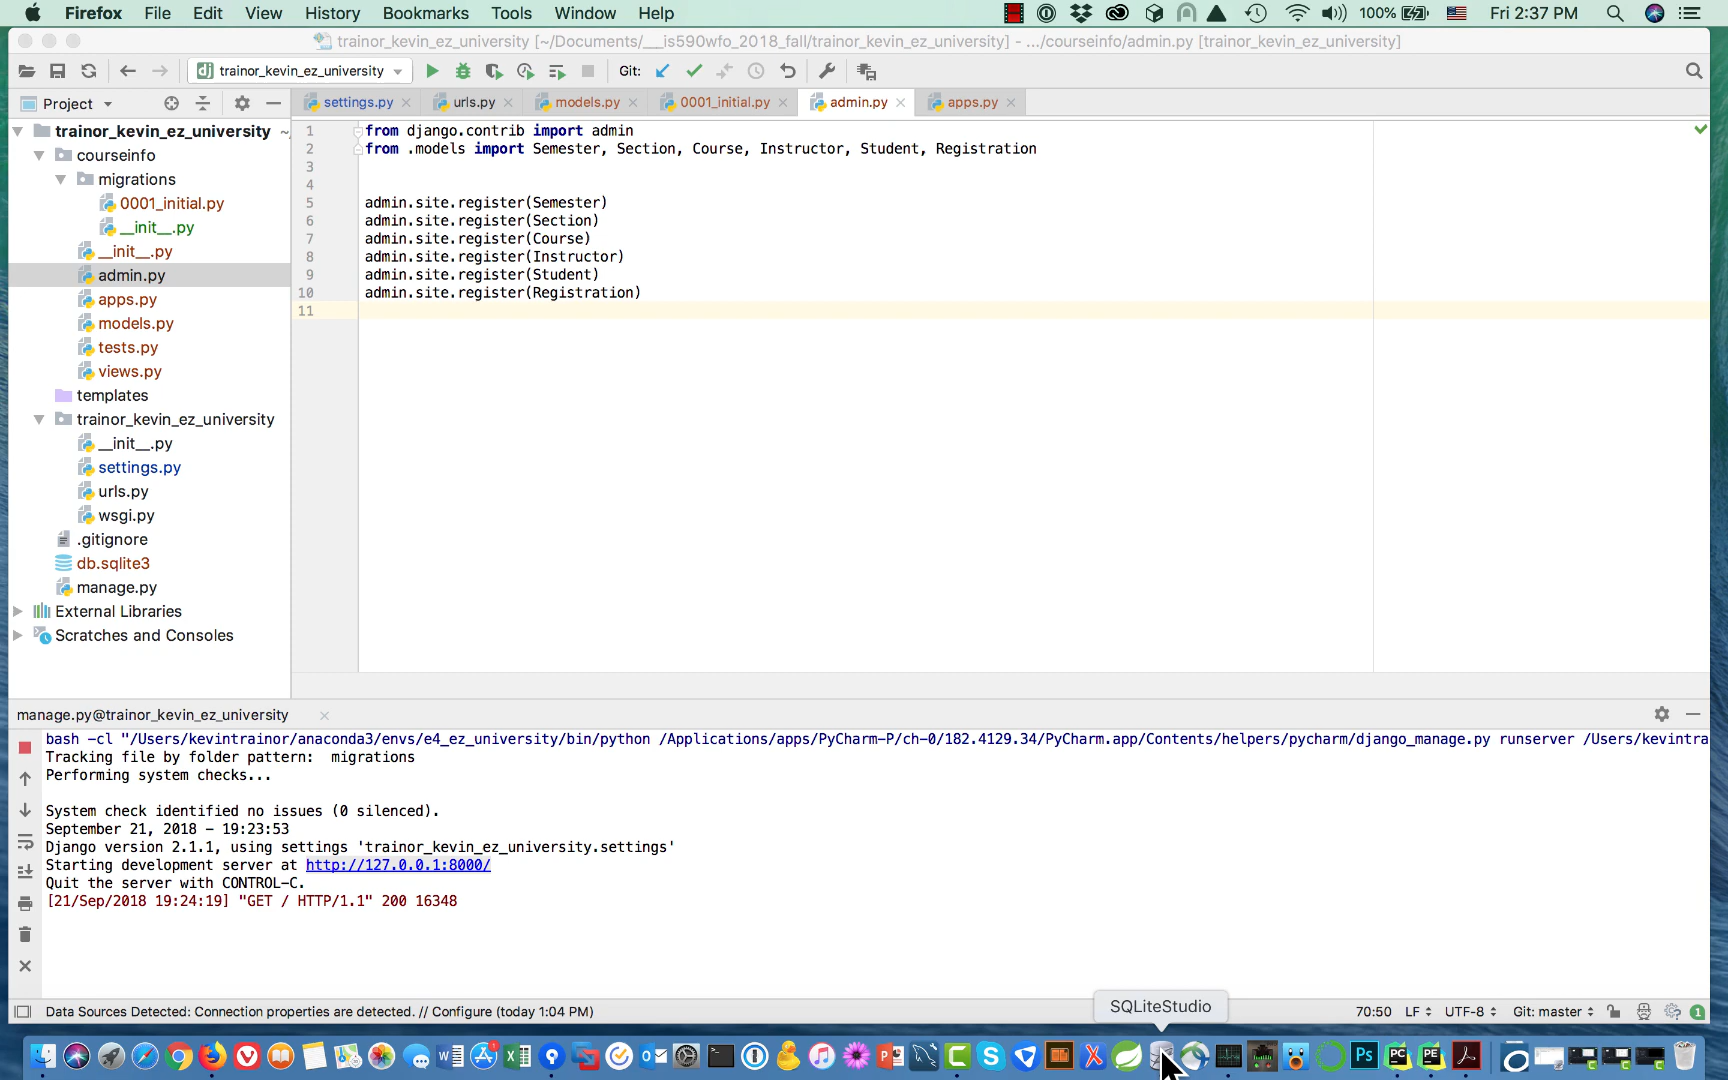 Firefox File Edit View History Bookmarks Tools Window Help 100% Fri 2:37 PM
trainor_kevin_ez_university [~/Documents/__is590wfo_2018_fall/trainor_kevin_ez_university] - .../courseinfo/admin.py [trainor_kevin_ez_university]
dj trainor_kevin_ez_university Git:
Project settings.py urls.py models.py 0001_initial.py admin.py apps.py
trainor_kevin_ez_university ~
courseinfo
migrations
0001_initial.py
__init__.py
__init__.py
admin.py
apps.py
models.py
tests.py
views.py
templates
trainor_kevin_ez_university
__init__.py
settings.py
urls.py
wsgi.py
.gitignore
db.sqlite3
manage.py
External Libraries
Scratches and Consoles
1 from django.contrib import admin
2 from .models import Semester, Section, Course, Instructor, Student, Registration
3
4
5 admin.site.register(Semester)
6 admin.site.register(Section)
7 admin.site.register(Course)
8 admin.site.register(Instructor)
9 admin.site.register(Student)
10 admin.site.register(Registration)
11
manage.py@trainor_kevin_ez_university
bash -cl "/Users/kevintrainor/anaconda3/envs/e4_ez_university/bin/python /Applications/apps/PyCharm-P/ch-0/182.4129.34/PyCharm.app/Contents/helpers/pycharm/django_manage.py runserver /Users/kevintra
Tracking file by folder pattern: migrations
Performing system checks...
System check identified no issues (0 silenced).
September 21, 2018 - 19:23:53
Django version 2.1.1, using settings 'trainor_kevin_ez_university.settings'
Starting development server at http://127.0.0.1:8000/
Quit the server with CONTROL-C.
[21/Sep/2018 19:24:19] "GET / HTTP/1.1" 200 16348
SQLiteStudio
Data Sources Detected: Connection properties are detected. // Configure (today 1:04 PM) 70:50 LF UTF-8 Git: master 1